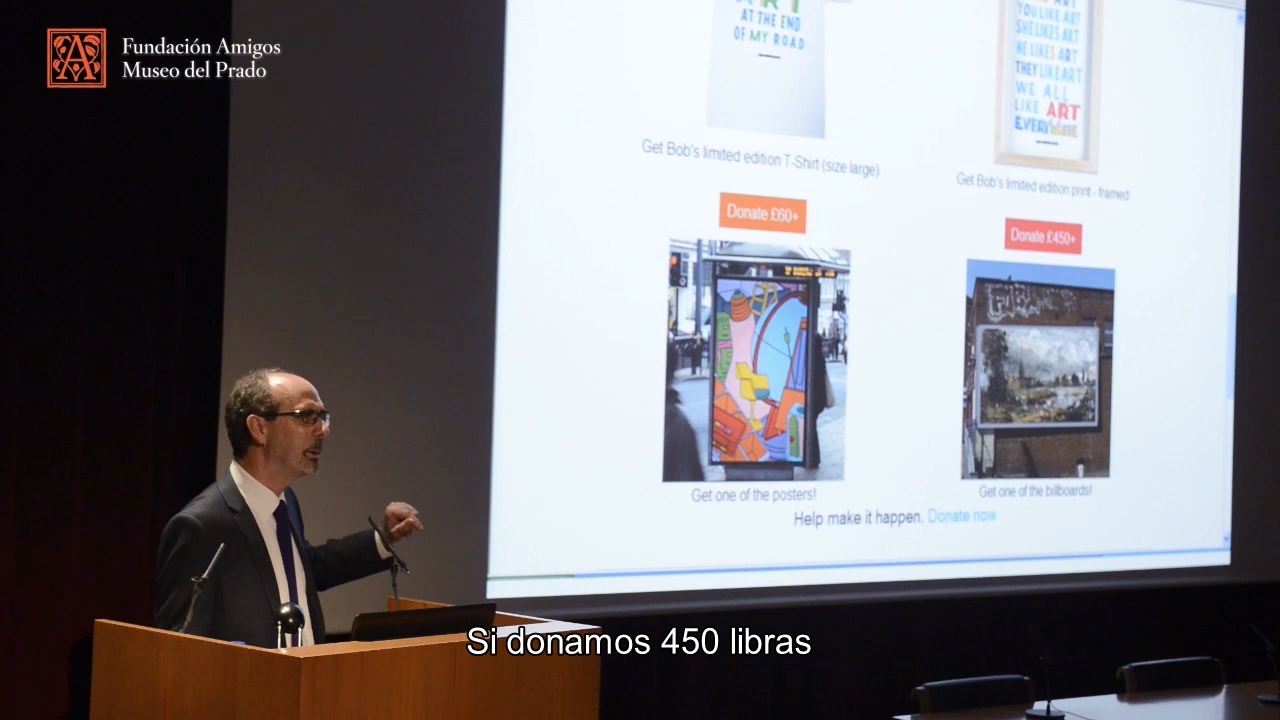 Fundación Amigos
Museo del Prado
AT THE END
OF MY ROAD
YOU LIKE ART
SHE LIKES ART
HE LIKES ART
THEY LIKE ART
WE ALL
LIKE ART
EVERYWHERE
Get Bob's limited edition T-Shirt (size large)
Get Bob's limited edition print - framed
Donate £60+
Donate £450+
Get one of the posters!
Get one of the billboards!
Help make it happen. Donate now
Si donamos 450 libras